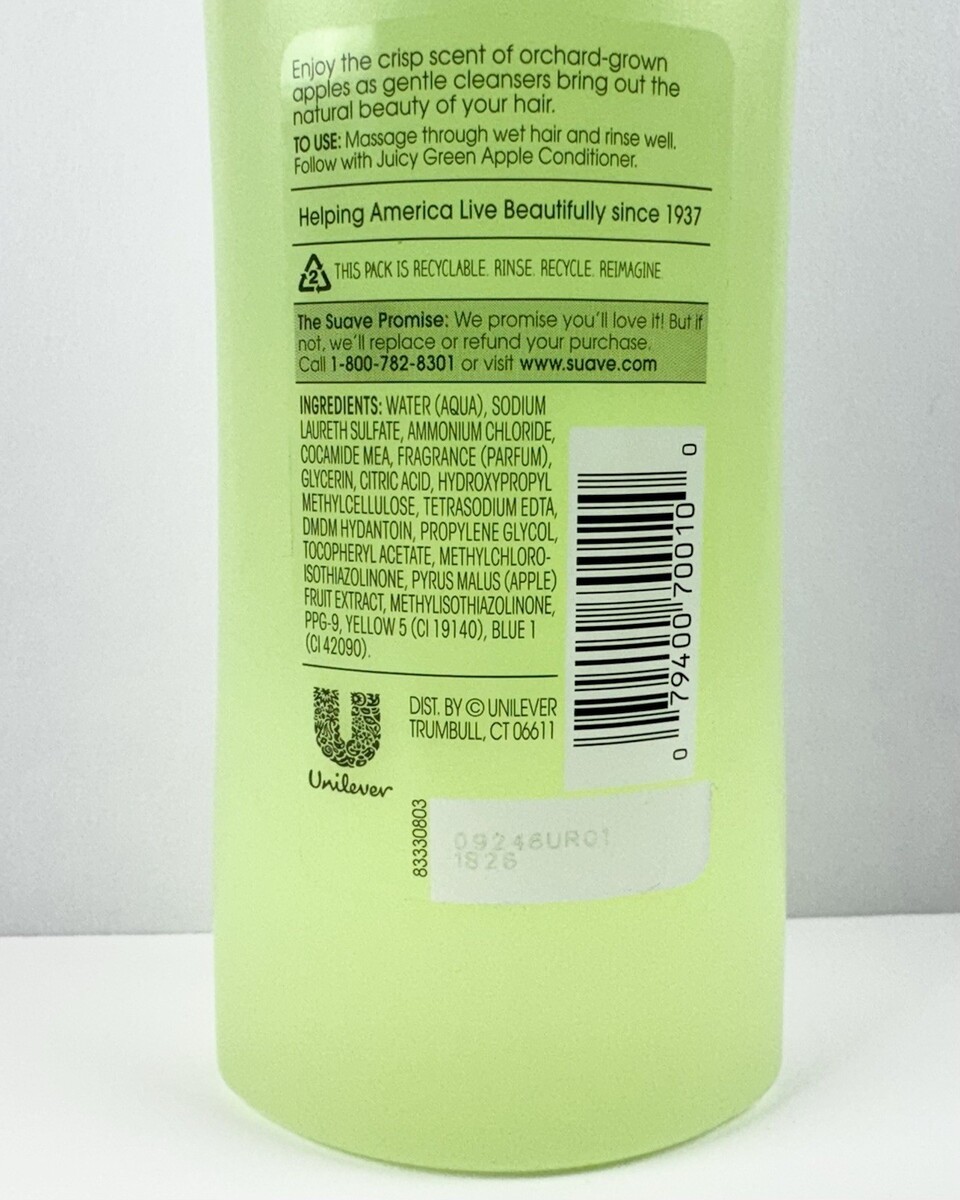 Enjoy the crisp scent of orchard-grown
apples as gentle cleansers bring out the
natural beauty of your hair.
TO USE: Massage through wet hair and rinse well.
Follow with Juicy Green Apple Conditioner.
Helping America Live Beautifully since 1937
2 THIS PACK IS RECYCLABLE. RINSE. RECYCLE. REIMAGINE.
The Suave Promise: We promise you'll love it! But if
not, we'll replace or refund your purchase.
Call 1-800-782-8301 or visit www.suave.com
INGREDIENTS: WATER (AQUA), SODIUM
LAURETH SULFATE, AMMONIUM CHLORIDE,
COCAMIDE MEA, FRAGRANCE (PARFUM),
GLYCERIN, CITRIC ACID, HYDROXYPROPYL
METHYLCELLULOSE, TETRASODIUM EDTA,
DMDM HYDANTOIN, PROPYLENE GLYCOL,
TOCOPHERYL ACETATE, METHYLCHLORO-
ISOTHIAZOLINONE, PYRUS MALUS (APPLE)
FRUIT EXTRACT, METHYLISOTHIAZOLINONE,
PPG-9, YELLOW 5 (CI 19140), BLUE 1
(CI 42090).
0 79400 70010 0
Unilever
DIST. BY © UNILEVER
TRUMBULL, CT 06611
83330803
09246UR01
1826